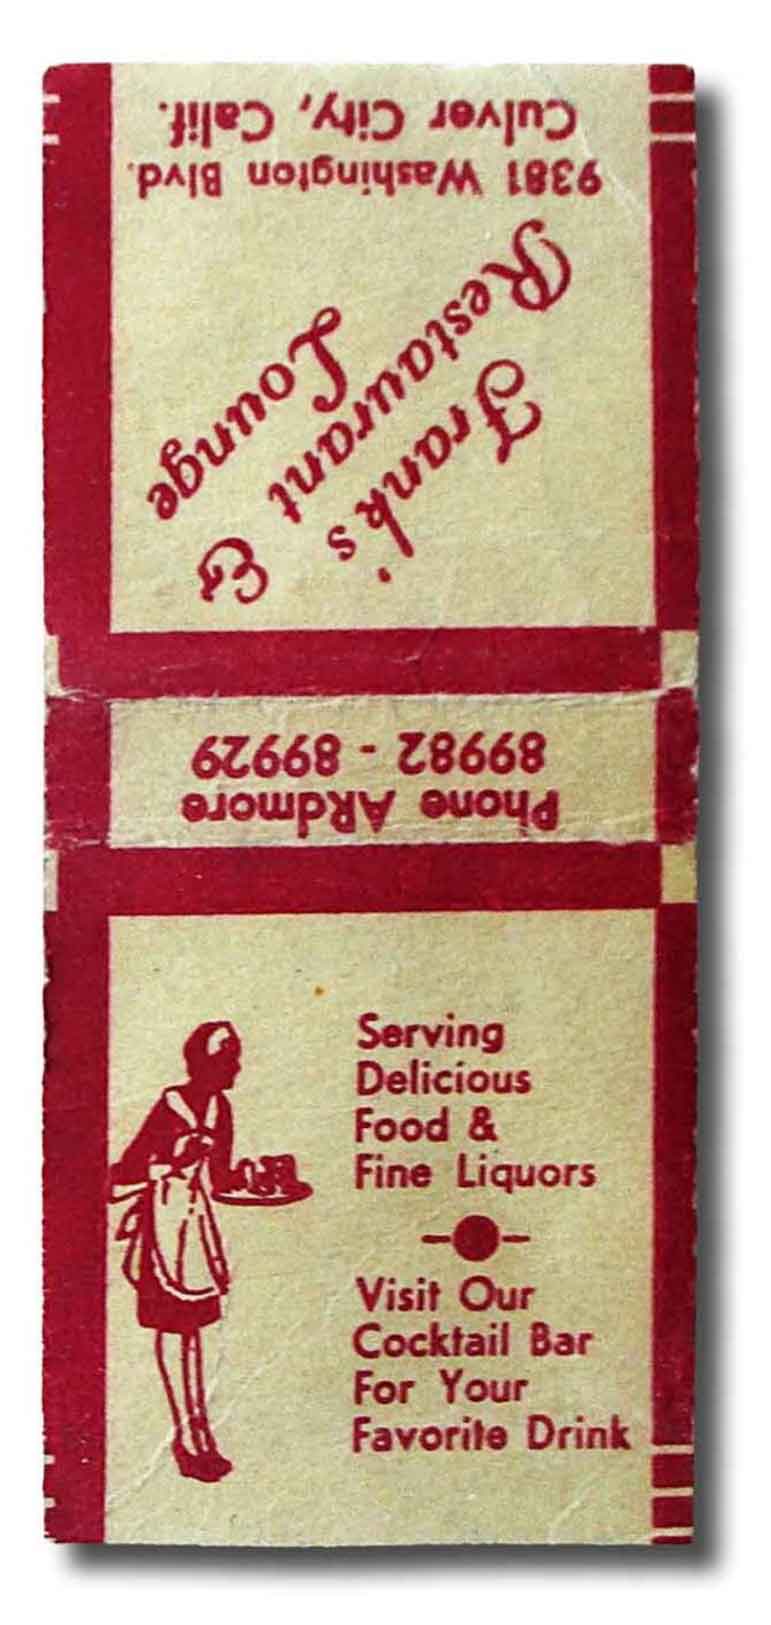 Frank's
Restaurant &
Lounge
9381 Washington Blvd.
Culver City, Calif.
Phone ARdmore
89982 - 89929
Serving
Delicious
Food &
Fine Liquors
Visit Our
Cocktail Bar
For Your
Favorite Drink